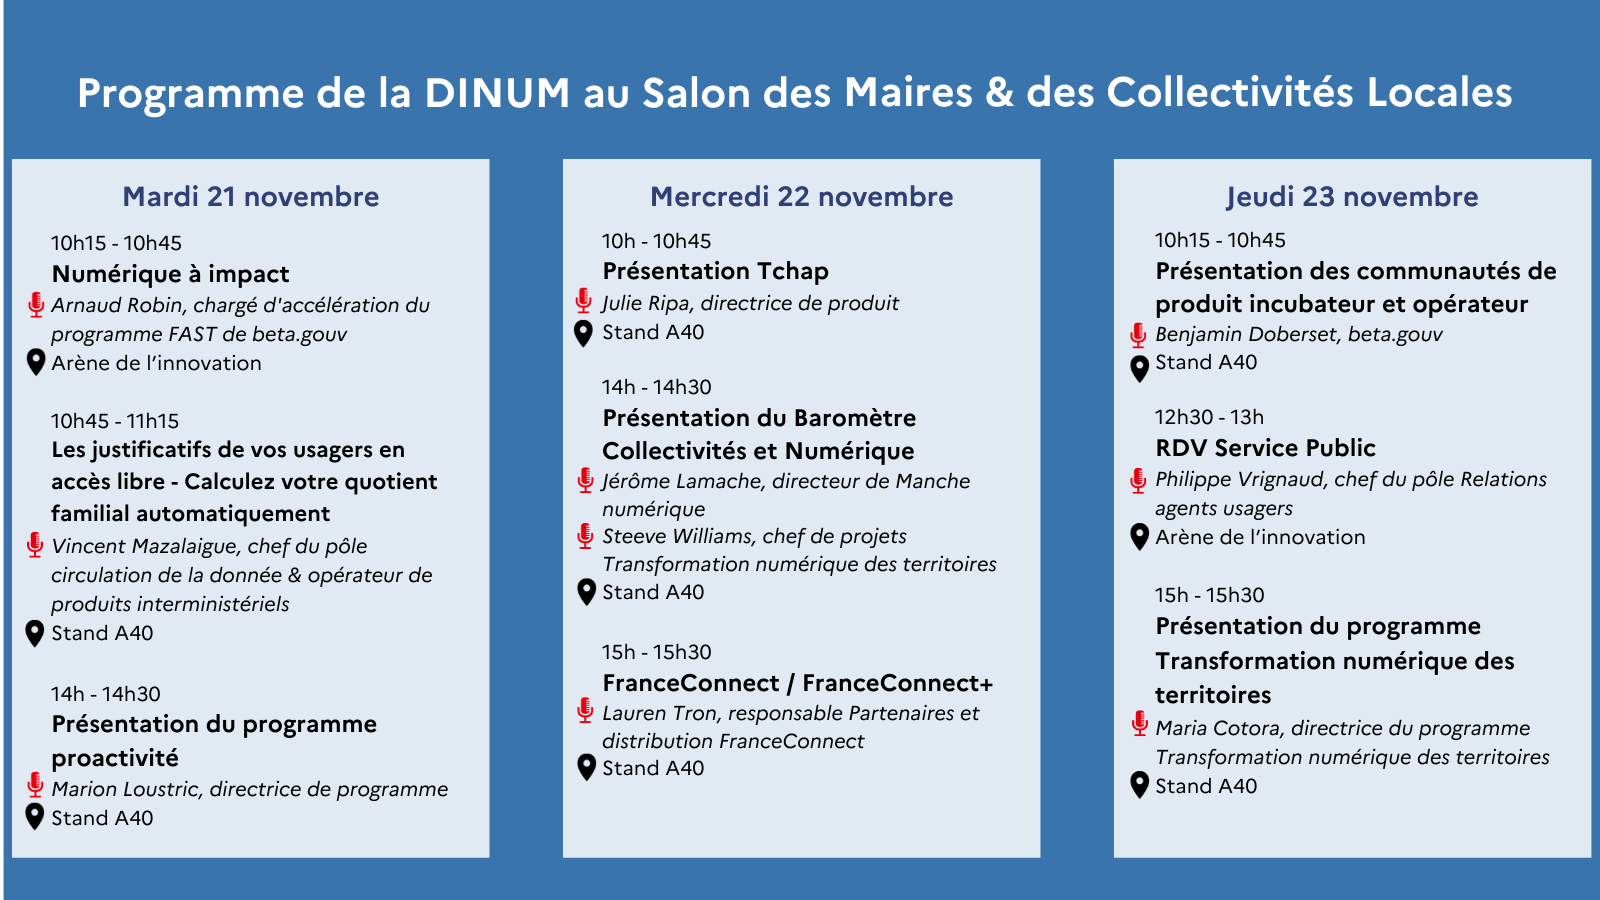 Programme de la DINUM au Salon des Maires & des Collectivités Locales
Mardi 21 novembre
10h15 - 10h45
Numérique à impact
Arnaud Robin, chargé d'accélération du
programme FAST de beta.gouv
Arène de l’innovation
10h45 - 11h15
Les justificatifs de vos usagers en
accès libre - Calculez votre quotient
familial automatiquement
Vincent Mazalaigue, chef du pôle
circulation de la donnée & opérateur de
produits interministériels
Stand A40
14h - 14h30
Présentation du programme
proactivité
Marion Loustric, directrice de programme
Stand A40
Mercredi 22 novembre
10h - 10h45
Présentation Tchap
Julie Ripa, directrice de produit
Stand A40
14h - 14h30
Présentation du Baromètre
Collectivités et Numérique
Jérôme Lamache, directeur de Manche
numérique
Steeve Williams, chef de projets
Transformation numérique des territoires
Stand A40
15h - 15h30
FranceConnect / FranceConnect+
Lauren Tron, responsable Partenaires et
distribution FranceConnect
Stand A40
Jeudi 23 novembre
10h15 - 10h45
Présentation des communautés de
produit incubateur et opérateur
Benjamin Doberset, beta.gouv
Stand A40
12h30 - 13h
RDV Service Public
Philippe Vrignaud, chef du pôle Relations
agents usagers
Arène de l’innovation
15h - 15h30
Présentation du programme
Transformation numérique des
territoires
Maria Cotora, directrice du programme
Transformation numérique des territoires
Stand A40